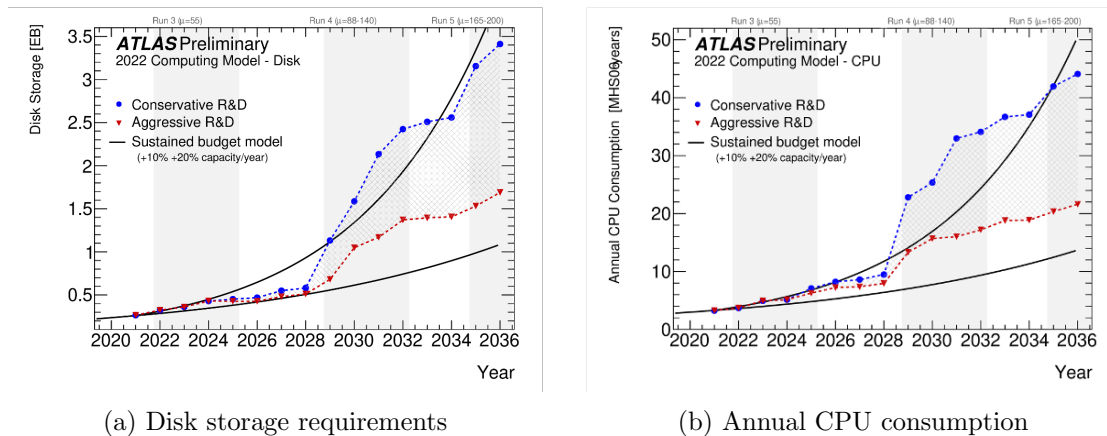 Run 3 (μ=55)
Run 4 (μ=88-140)
Run 5 (μ=165-200)
Disk Storage [EB]
ATLAS Preliminary
2022 Computing Model - Disk
Conservative R&D
Aggressive R&D
Sustained budget model
(+10% +20% capacity/year)
3.5
3
2.5
2
1.5
1
0.5
2020 2022 2024 2026 2028 2030 2032 2034 2036
Year
(a) Disk storage requirements
Run 3 (μ=55)
Run 4 (μ=88-140)
Run 5 (μ=165-200)
Annual CPU Consumption
ATLAS Preliminary
2022 Computing Model - CPU
Conservative R&D
Aggressive R&D
Sustained budget model
(+10% +20% capacity/year)
50
40
30
20
10
0
2020 2022 2024 2026 2028 2030 2032 2034 2036
Year
(b) Annual CPU consumption